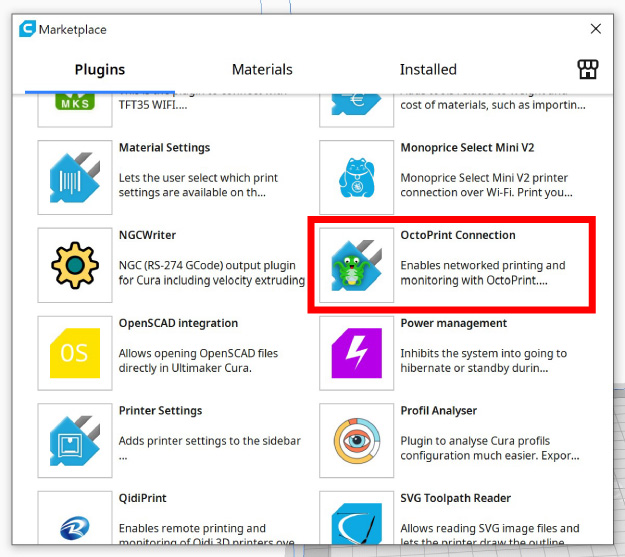 Marketplace
Plugins
Materials
Installed
MKS
TFT35 WIFI....
cost of materials, such as importin...
Material Settings
Lets the user select which print
settings are available on th...
Monoprice Select Mini V2
Monoprice Select Mini V2 printer
connection over Wi-Fi. Print you...
NGCWriter
NGC (RS-274 GCode) output plugin
for Cura including velocity extruding
OctoPrint Connection
Enables networked printing and
monitoring with OctoPrint....
OpenSCAD integration
OS
Allows opening OpenSCAD files
directly in Ultimaker Cura.
Power management
Inhibits the system into going to
hibernate or standby durin...
Printer Settings
Adds printer settings to the sidebar
...
Profil Analyser
Plugin to analyse Cura profils
configuration much easier. Expor...
QidiPrint
Enables remote printing and
monitoring of Qidi 3D printers ove
SVG Toolpath Reader
Allows reading SVG image files and
lets the printer draw the outline